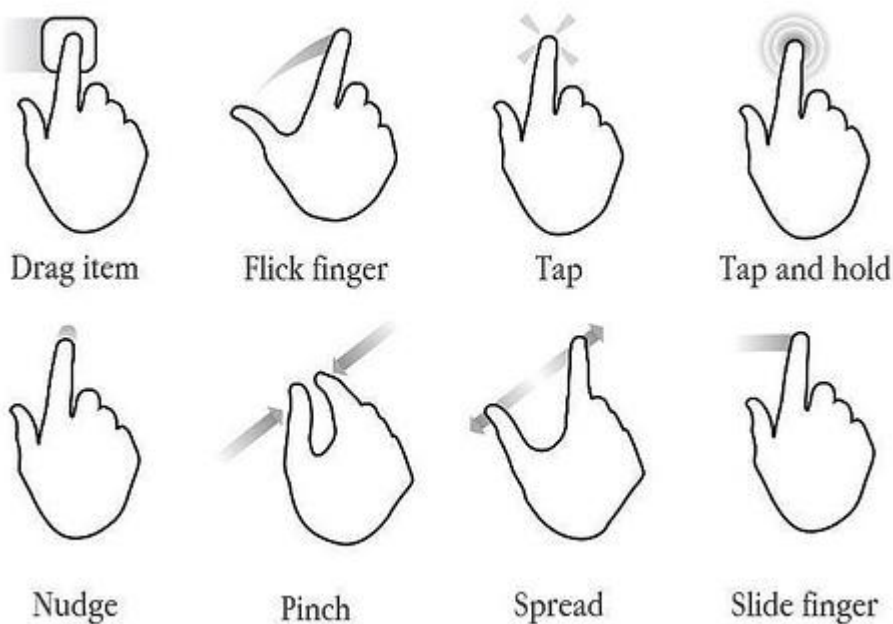 Drag item
Flick finger
Tap
Tap and hold
Nudge
Pinch
Spread
Slide finger